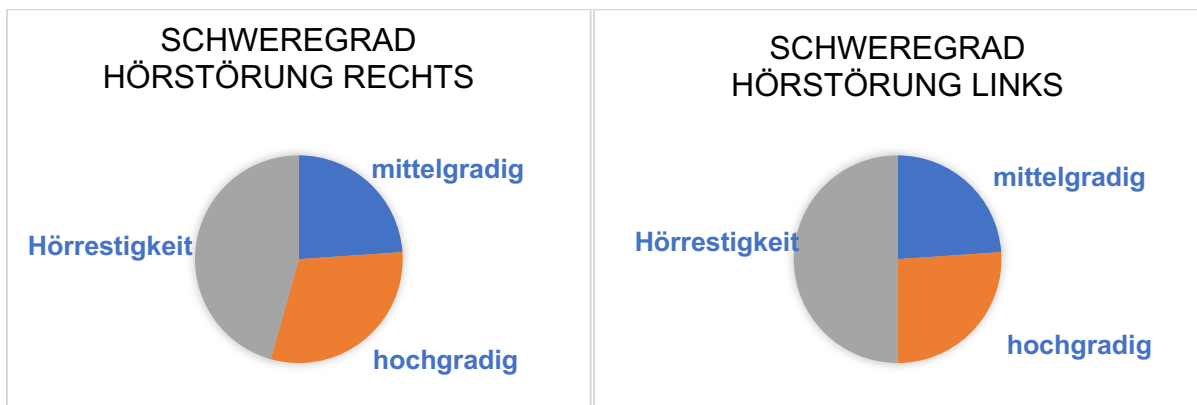 SCHWEREGRAD
HÖRSTÖRUNG RECHTS
mittelgradig
Hörrestigkeit
hochgradig
SCHWEREGRAD
HÖRSTÖRUNG LINKS
mittelgradig
Hörrestigkeit
hochgradig